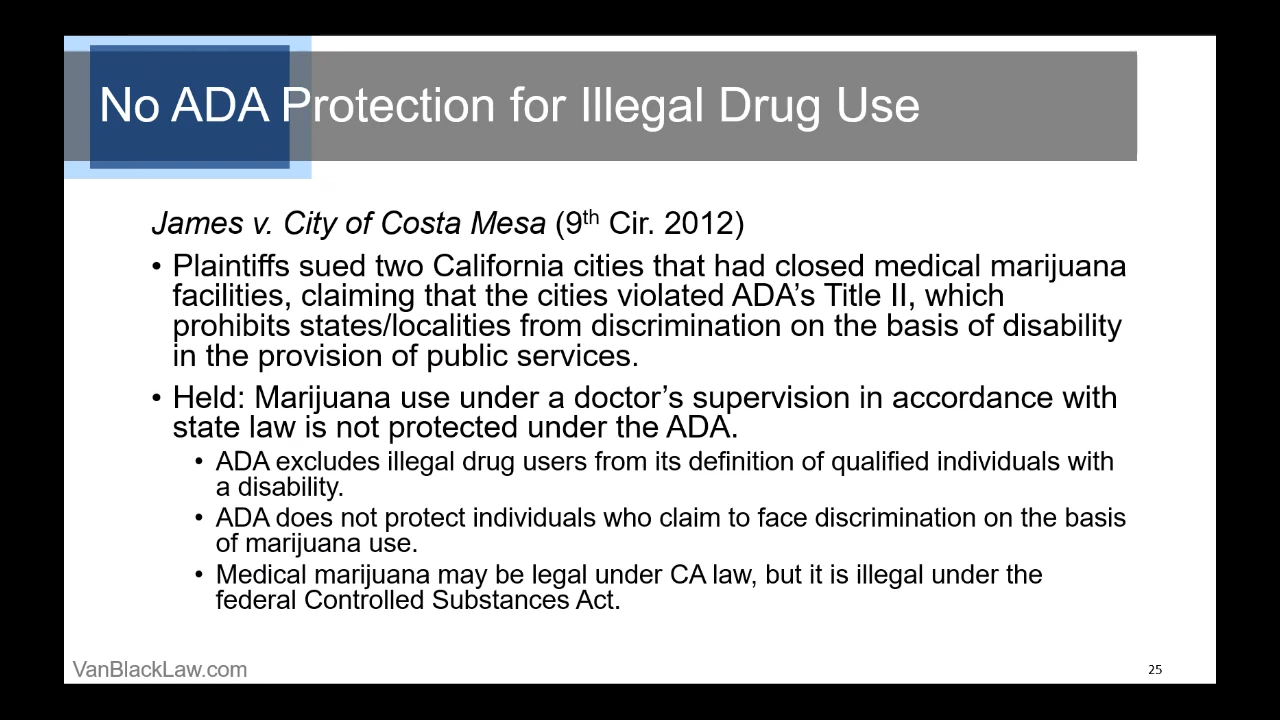 No ADA Protection for Illegal Drug Use
James v. City of Costa Mesa (9th Cir. 2012)
• Plaintiffs sued two California cities that had closed medical marijuana
facilities, claiming that the cities violated ADA's Title II, which
prohibits states/localities from discrimination on the basis of disability
in the provision of public services.
• Held: Marijuana use under a doctor's supervision in accordance with
state law is not protected under the ADA.
• ADA excludes illegal drug users from its definition of qualified individuals with
a disability.
• ADA does not protect individuals who claim to face discrimination on the basis
of marijuana use.
• Medical marijuana may be legal under CA law, but it is illegal under the
federal Controlled Substances Act.
VanBlackLaw.com
25